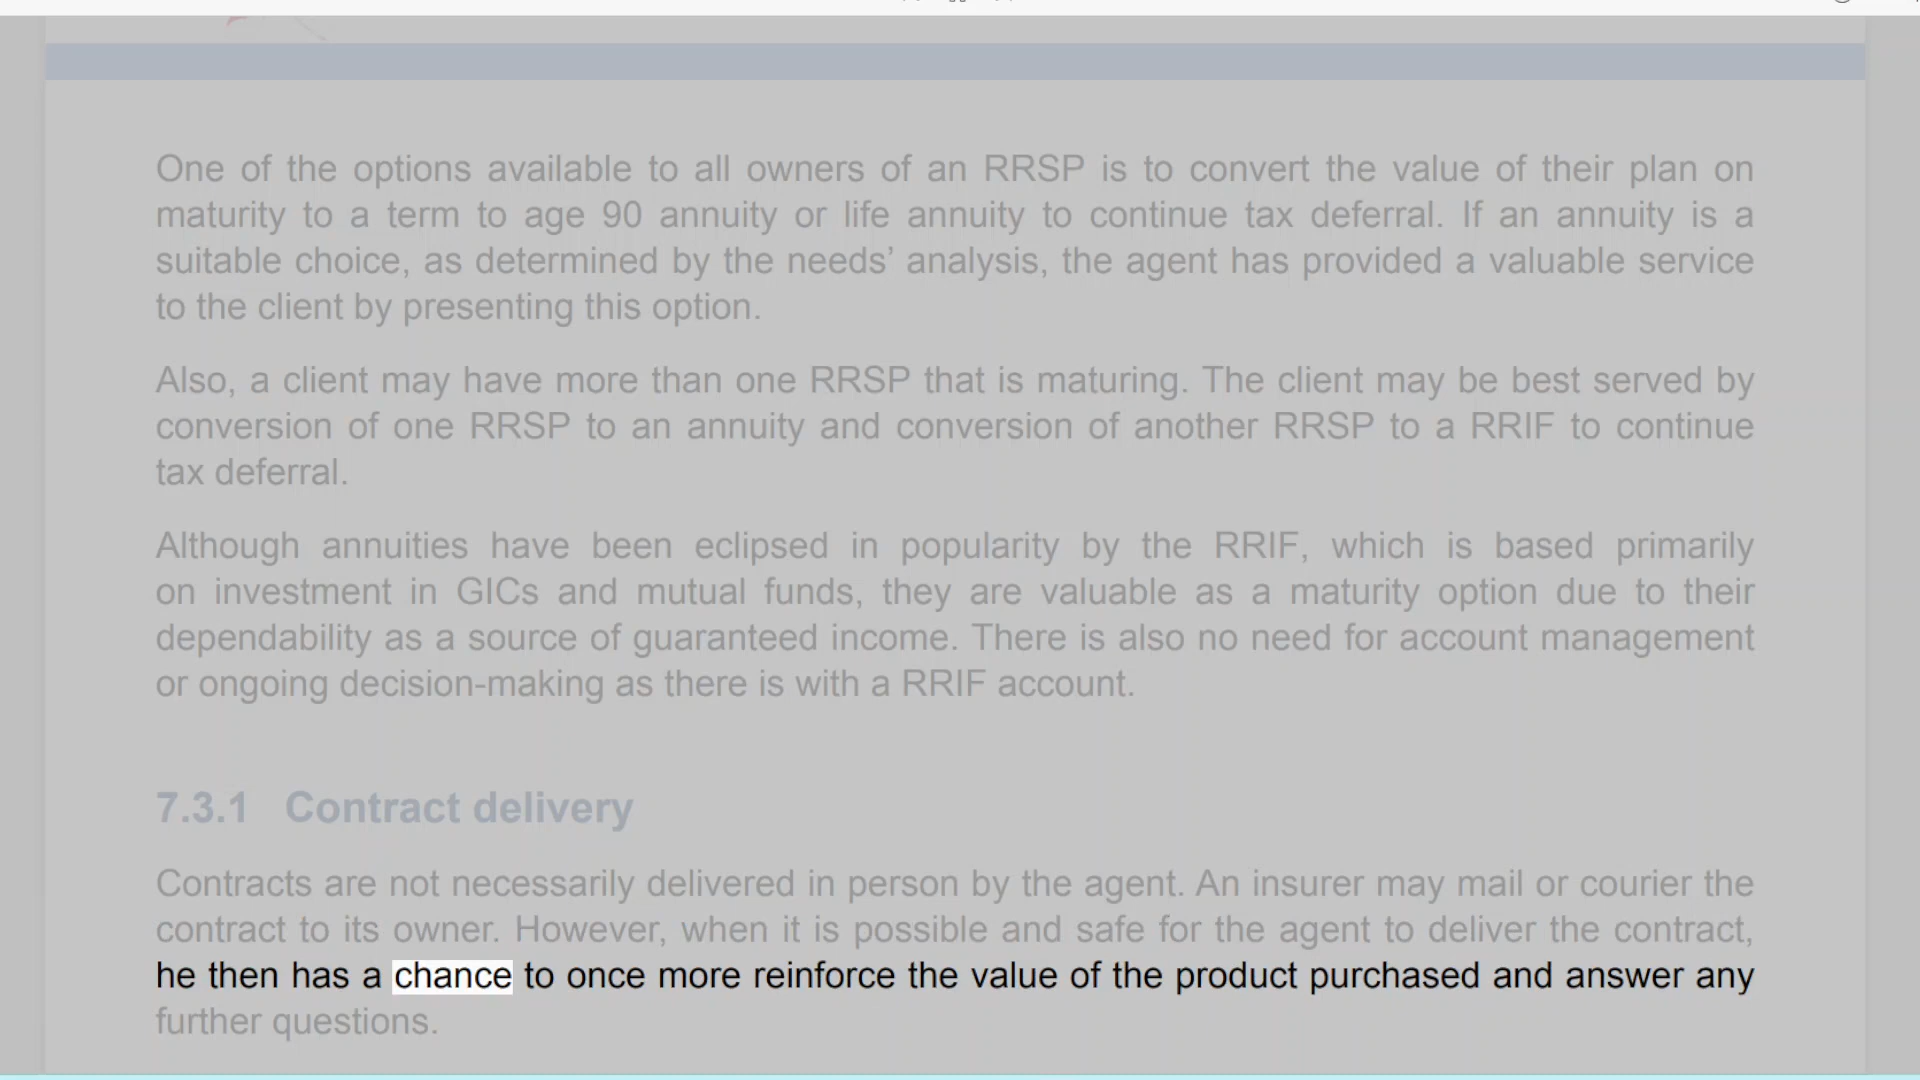 One of the options available to all owners of an RRSP is to convert the value of their plan on
maturity to a term to age 90 annuity or life annuity to continue tax deferral. If an annuity is a
suitable choice, as determined by the needs’ analysis, the agent has provided a valuable service
to the client by presenting this option.
Also, a client may have more than one RRSP that is maturing. The client may be best served by
conversion of one RRSP to an annuity and conversion of another RRSP to a RRIF to continue
tax deferral.
Although annuities have been eclipsed in popularity by the RRIF, which is based primarily
on investment in GICs and mutual funds, they are valuable as a maturity option due to their
dependability as a source of guaranteed income. There is also no need for account management
or ongoing decision-making as there is with a RRIF account.
7.3.1 Contract delivery
Contracts are not necessarily delivered in person by the agent. An insurer may mail or courier the
contract to its owner. However, when it is possible and safe for the agent to deliver the contract,
he then has a chance to once more reinforce the value of the product purchased and answer any
further questions.